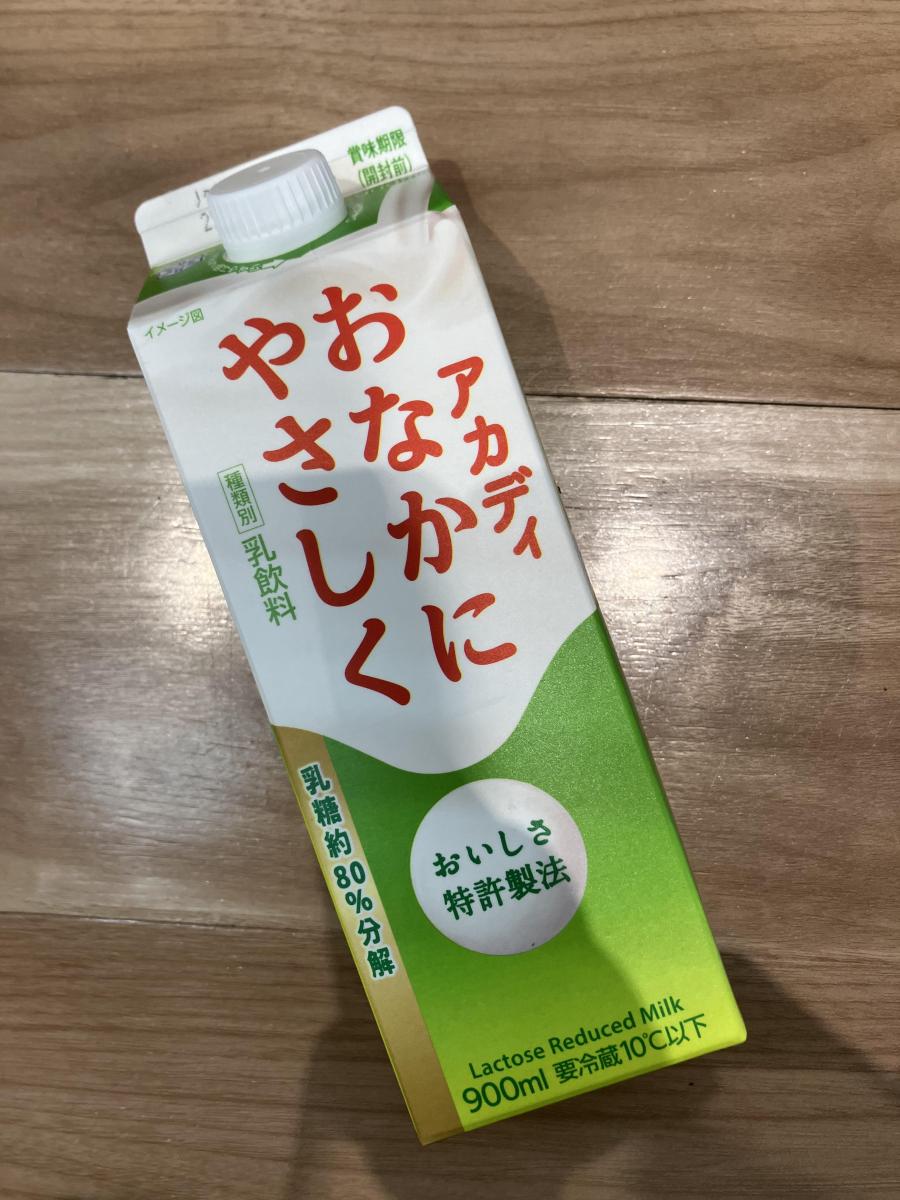 賞味期限
(開封前)
イメージ図
アカディ
おなかに
やさしく
種類別
乳飲料
乳糖約80%分解
おいしさ
特許製法
Lactose Reduced Milk
900ml 要冷蔵10℃以下